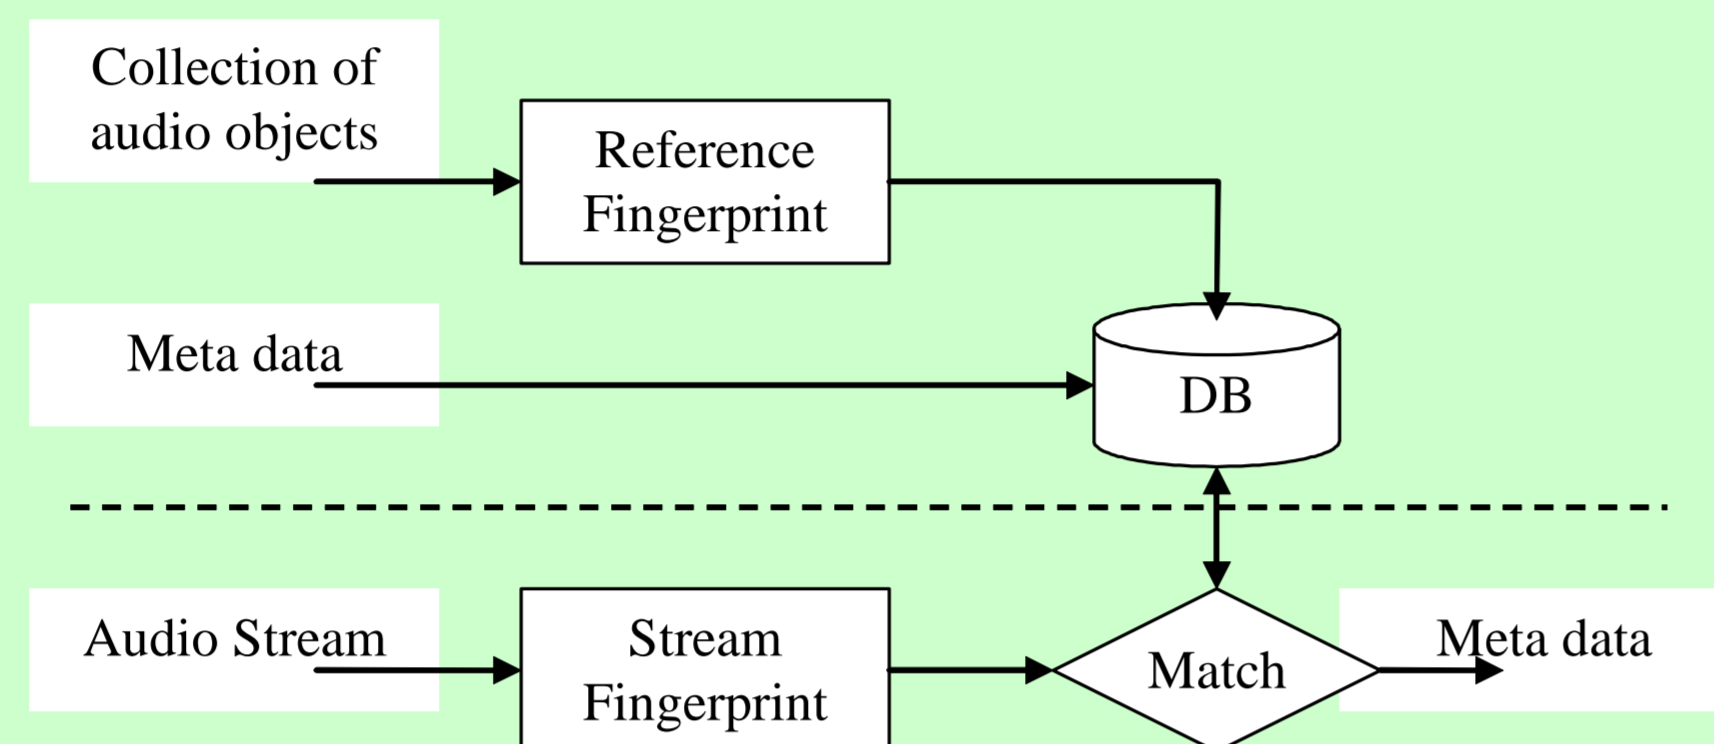 Collection of
audio objects
Reference
Fingerprint
Meta data
DB
Audio Stream
Stream
Fingerprint
Match
Meta data